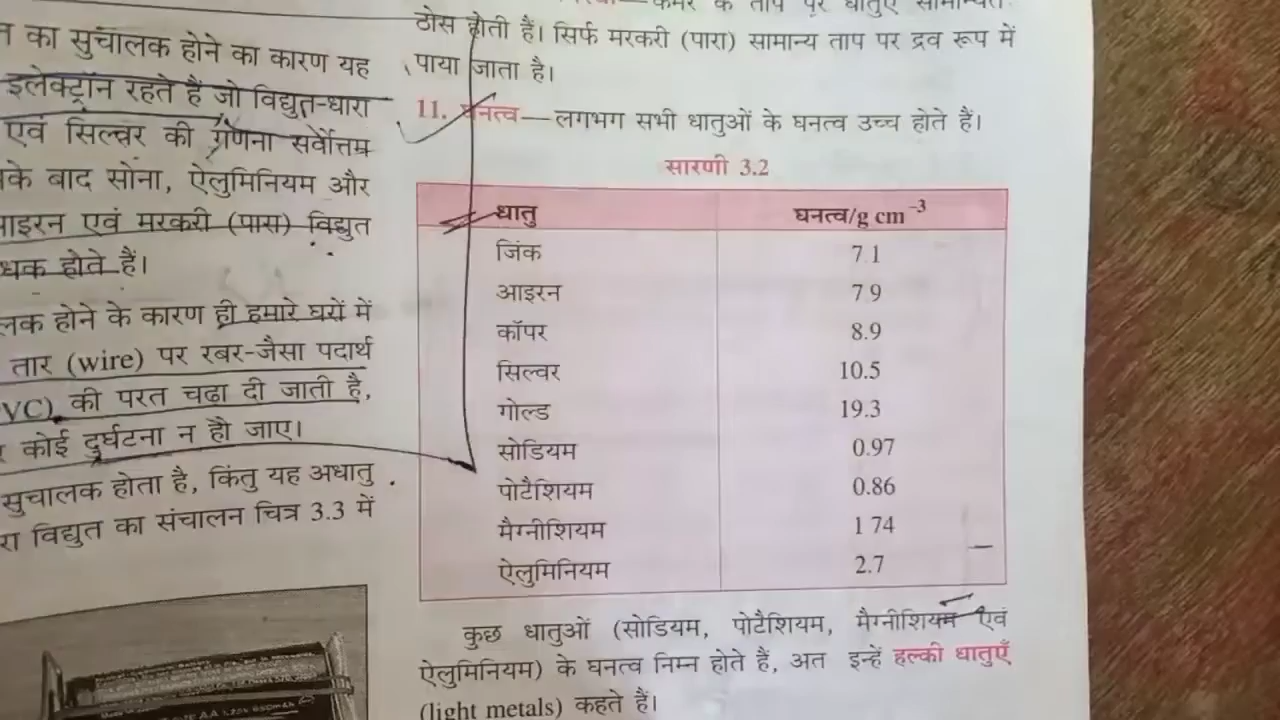 का सुचालक होने का कारण यह
इलेक्ट्रॉन रहते हैं जो विद्युत-धारा
एवं सिल्वर की गणना सर्वोत्तम
के बाद सोना, ऐलुमिनियम और
एवं मरकरी (पारा) विद्युत
होते हैं।
होने के कारण ही हमारे घरों में
तार (wire) पर रबर-जैसा पदार्थ
VC) की परत चढ़ा दी जाती है,
कोई दुर्घटना न हो जाए।
सुचालक होता है, किंतु यह अधातु
विद्युत का संचालन चित्र 3.3 में
कमरे के ताप पर धातुएँ सामान्यतः
ठोस होती हैं। सिर्फ मरकरी (पारा) सामान्य ताप पर द्रव रूप में
पाया जाता है।
11. घनत्व—लगभग सभी धातुओं के घनत्व उच्च होते हैं।
सारणी 3.2
धातु घनत्व/g cm⁻³
जिंक 7.1
आइरन 7 9
कॉपर 8.9
सिल्वर 10.5
गोल्ड 19.3
सोडियम 0.97
पोटैशियम 0.86
मैग्नीशियम 1 74
ऐलुमिनियम 2.7
कुछ धातुओं (सोडियम, पोटैशियम, मैग्नीशियम एवं
ऐलुमिनियम) के घनत्व निम्न होते हैं, अत इन्हें हल्की धातुएँ
(light metals) कहते हैं।